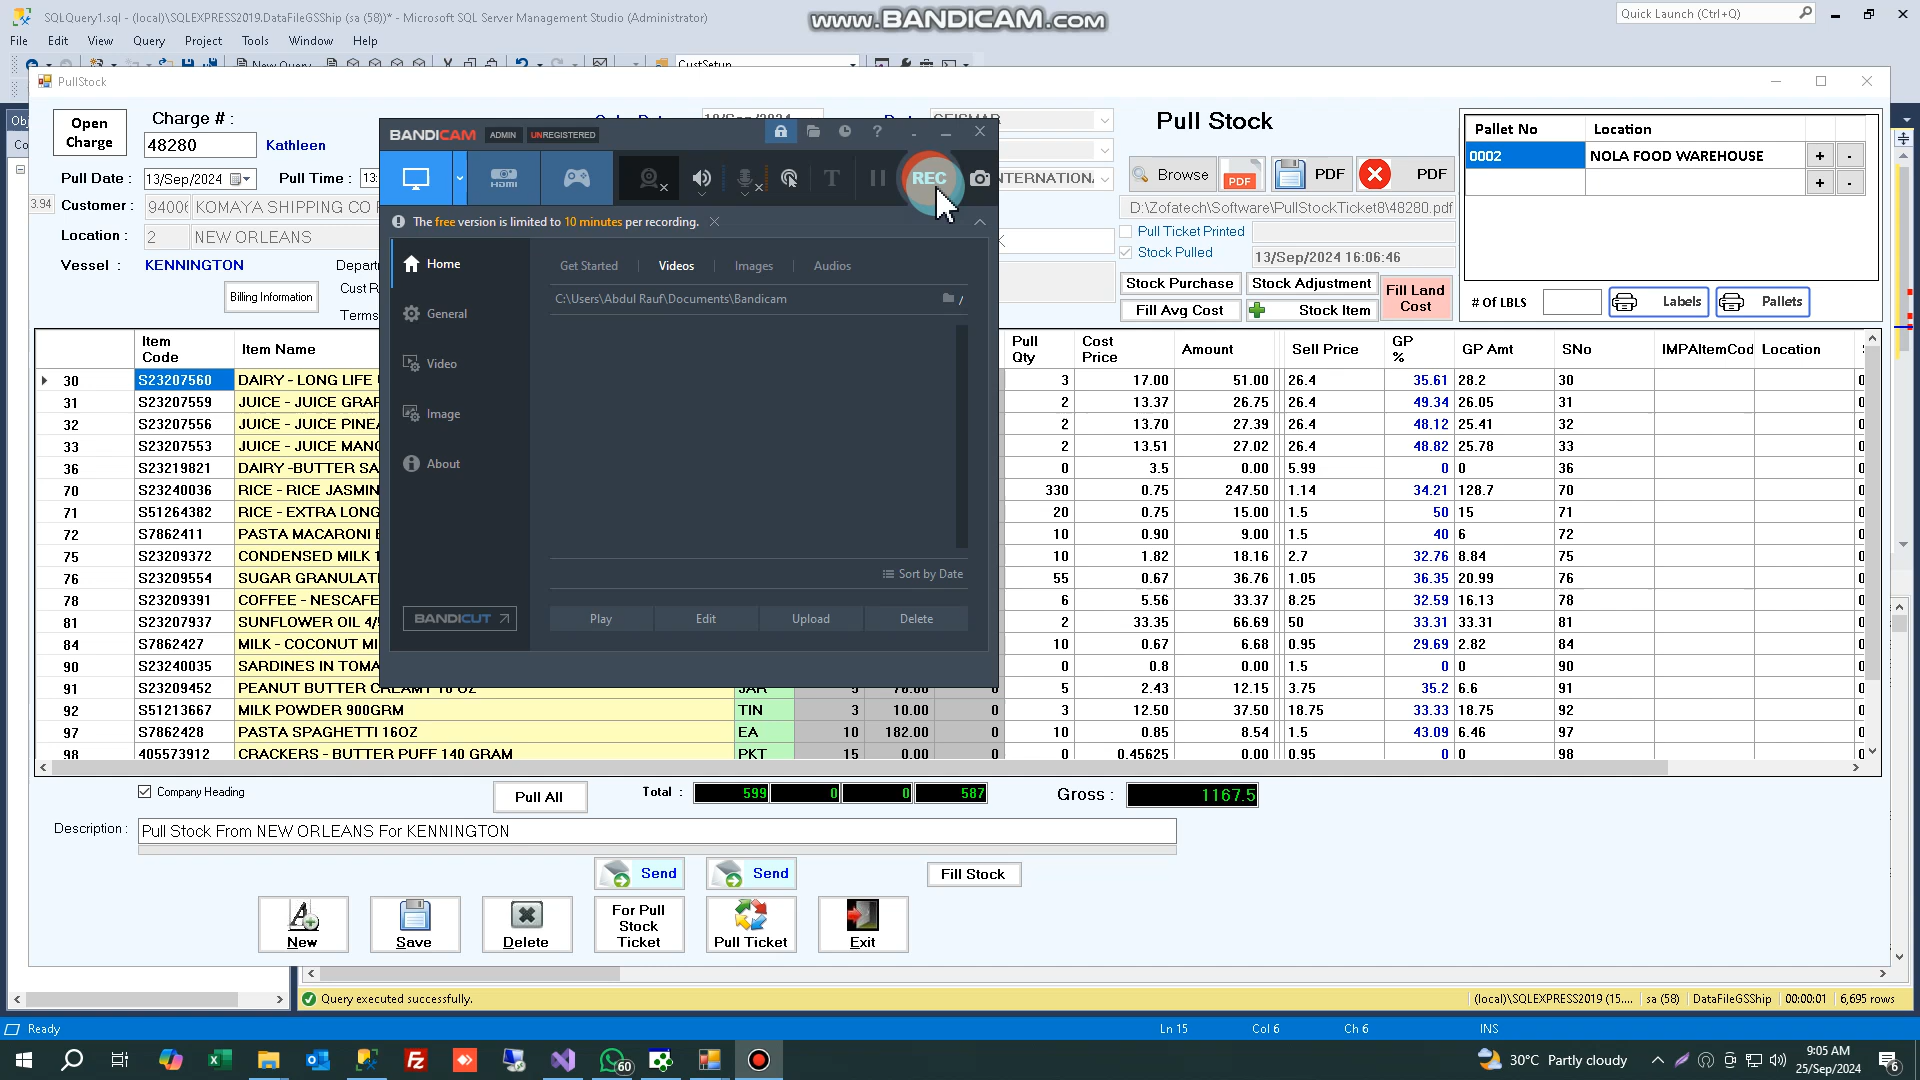 SQLQuery1.sql - (local)\SQLEXPRESS2019.DataFileGSShip (sa (58))* - Microsoft SQL Server Management Studio (Administrator)
www.BANDICAM.com
Quick Launch (Ctrl+Q)
File Edit View Query Project Tools Window Help
New Query
CustSetup
PullStock
Open Charge
Charge # :
48280
Kathleen
Pull Date : 13/Sep/2024 Pull Time : 13:
3.94
Customer : 94006 KOMAYA SHIPPING CO
Location : 2 NEW ORLEANS
Vessel : KENNINGTON
Billing Information
Cust R
Terms
BANDICAM ADMIN UNREGISTERED
HDMI
REC
The free version is limited to 10 minutes per recording.
Home
General
Video
Image
About
BANDICUT
Get Started Videos Images Audios
C:\Users\Abdul Rauf\Documents\Bandicam
Sort by Date
Play Edit Upload Delete
Pull Stock
Browse PDF PDF PDF
D:\Zofatech\Software\PullStockTicket8\48280.pdf
Pull Ticket Printed
Stock Pulled 13/Sep/2024 16:06:46
Stock Purchase Stock Adjustment
Fill Land Cost
Fill Avg Cost Stock Item
Pallet No Location
0002 NOLA FOOD WAREHOUSE + -
+ -
# Of LBLS Labels Pallets
Item Code Item Name Pull Qty Cost Price Amount Sell Price GP % GP Amt SNo IMPAItemCod Location
30 S23207560 DAIRY - LONG LIFE 3 17.00 51.00 26.4 35.61 28.2 30
31 S23207559 JUICE - JUICE GRAF 2 13.37 26.75 26.4 49.34 26.05 31
32 S23207556 JUICE - JUICE PINE 2 13.70 27.39 26.4 48.12 25.41 32
33 S23207553 JUICE - JUICE MANG 2 13.51 27.02 26.4 48.82 25.78 33
36 S23219821 DAIRY -BUTTER SA 0 3.5 0.00 5.99 0 0 36
70 S23240036 RICE - RICE JASMIN 330 0.75 247.50 1.14 34.21 128.7 70
71 S51264382 RICE - EXTRA LONG 20 0.75 15.00 1.5 50 15 71
72 S7862411 PASTA MACARONI 10 0.90 9.00 1.5 40 6 72
75 S23209372 CONDENSED MILK 1 10 1.82 18.16 2.7 32.76 8.84 75
76 S23209554 SUGAR GRANULAT 55 0.67 36.76 1.05 36.35 20.99 76
78 S23209391 COFFEE - NESCAFE 6 5.56 33.37 8.25 32.59 16.13 78
81 S23207937 SUNFLOWER OIL 4/ 2 33.35 66.69 50 33.31 33.31 81
84 S7862427 MILK - COCONUT MI 10 0.67 6.68 0.95 29.69 2.82 84
90 S23240035 SARDINES IN TOMA 0 0.8 0.00 1.5 0 0 90
91 S23209452 PEANUT BUTTER CREAMY 16 OZ JAR 5 78.00 0 5 2.43 12.15 3.75 35.2 6.6 91
92 S51213667 MILK POWDER 900GRM TIN 3 10.00 0 3 12.50 37.50 18.75 33.33 18.75 92
97 S7862428 PASTA SPAGHETTI 16OZ EA 10 182.00 0 10 0.85 8.54 1.5 43.09 6.46 97
98 405573912 CRACKERS - BUTTER PUFF 140 GRAM PKT 15 0.00 0 0 0.45625 0.00 0.95 0 0 98
Company Heading Pull All Total : 599 0 0 587 Gross : 1167.5
Description : Pull Stock From NEW ORLEANS For KENNINGTON
Send Send Fill Stock
New Save Delete For Pull Stock Ticket Pull Ticket Exit
Query executed successfully. (local)\SQLEXPRESS2019 (15.... sa (58) DataFileGSShip 00:00:01 6,695 rows
Ready Ln 15 Col 6 Ch 6 INS
60
30°C Partly cloudy
9:05 AM
25/Sep/2024
6